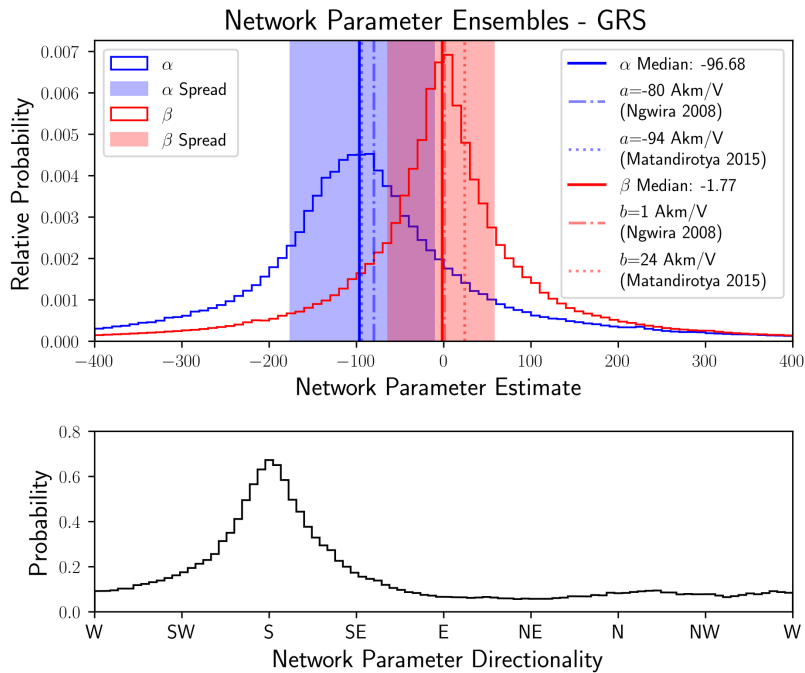 Network Parameter Ensembles - GRS
Relative Probability
0.007
0.006
0.005
0.004
0.003
0.002
0.001
0.000
α
α Spread
β
β Spread
α Median: -96.68
a=-80 Akm/V
(Ngwira 2008)
a=-94 Akm/V
(Matandirotya 2015)
β Median: -1.77
b=1 Akm/V
(Ngwira 2008)
b=24 Akm/V
(Matandirotya 2015)
−400 −300 −200 −100 0 100 200 300 400
Network Parameter Estimate
Probability
0.8
0.6
0.4
0.2
0.0
W SW S SE E NE N NW W
Network Parameter Directionality